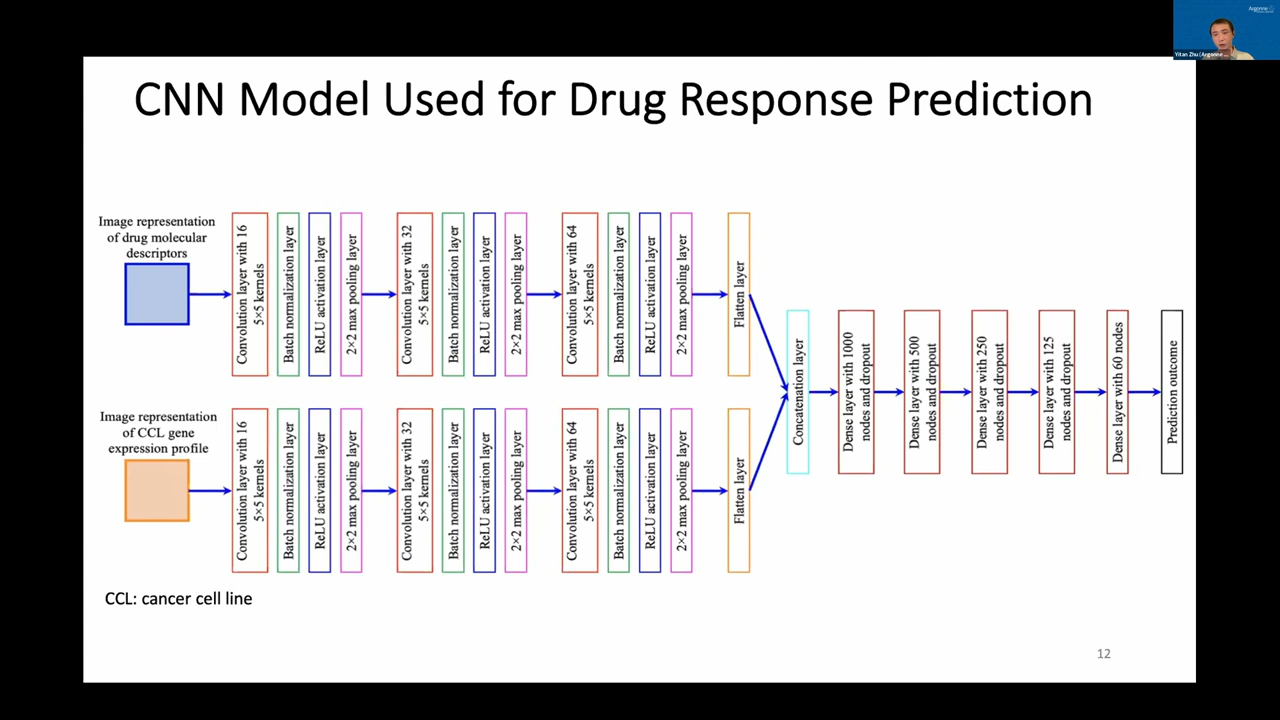 Argonne
Yitan Zhu (Argonne ...
CNN Model Used for Drug Response Prediction
Image representation
of drug molecular
descriptors
Convolution layer with 16
5×5 kernels
Batch normalization layer
ReLU activation layer
2×2 max pooling layer
Convolution layer with 32
5×5 kernels
Batch normalization layer
ReLU activation layer
2×2 max pooling layer
Convolution layer with 64
5×5 kernels
Batch normalization layer
ReLU activation layer
2×2 max pooling layer
Flatten layer
Image representation
of CCL gene
expression profile
Convolution layer with 16
5×5 kernels
Batch normalization layer
ReLU activation layer
2×2 max pooling layer
Convolution layer with 32
5×5 kernels
Batch normalization layer
ReLU activation layer
2×2 max pooling layer
Convolution layer with 64
5×5 kernels
Batch normalization layer
ReLU activation layer
2×2 max pooling layer
Flatten layer
Concatenation layer
Dense layer with 1000
nodes and dropout
Dense layer with 500
nodes and dropout
Dense layer with 250
nodes and dropout
Dense layer with 125
nodes and dropout
Dense layer with 60 nodes
Prediction outcome
CCL: cancer cell line
12